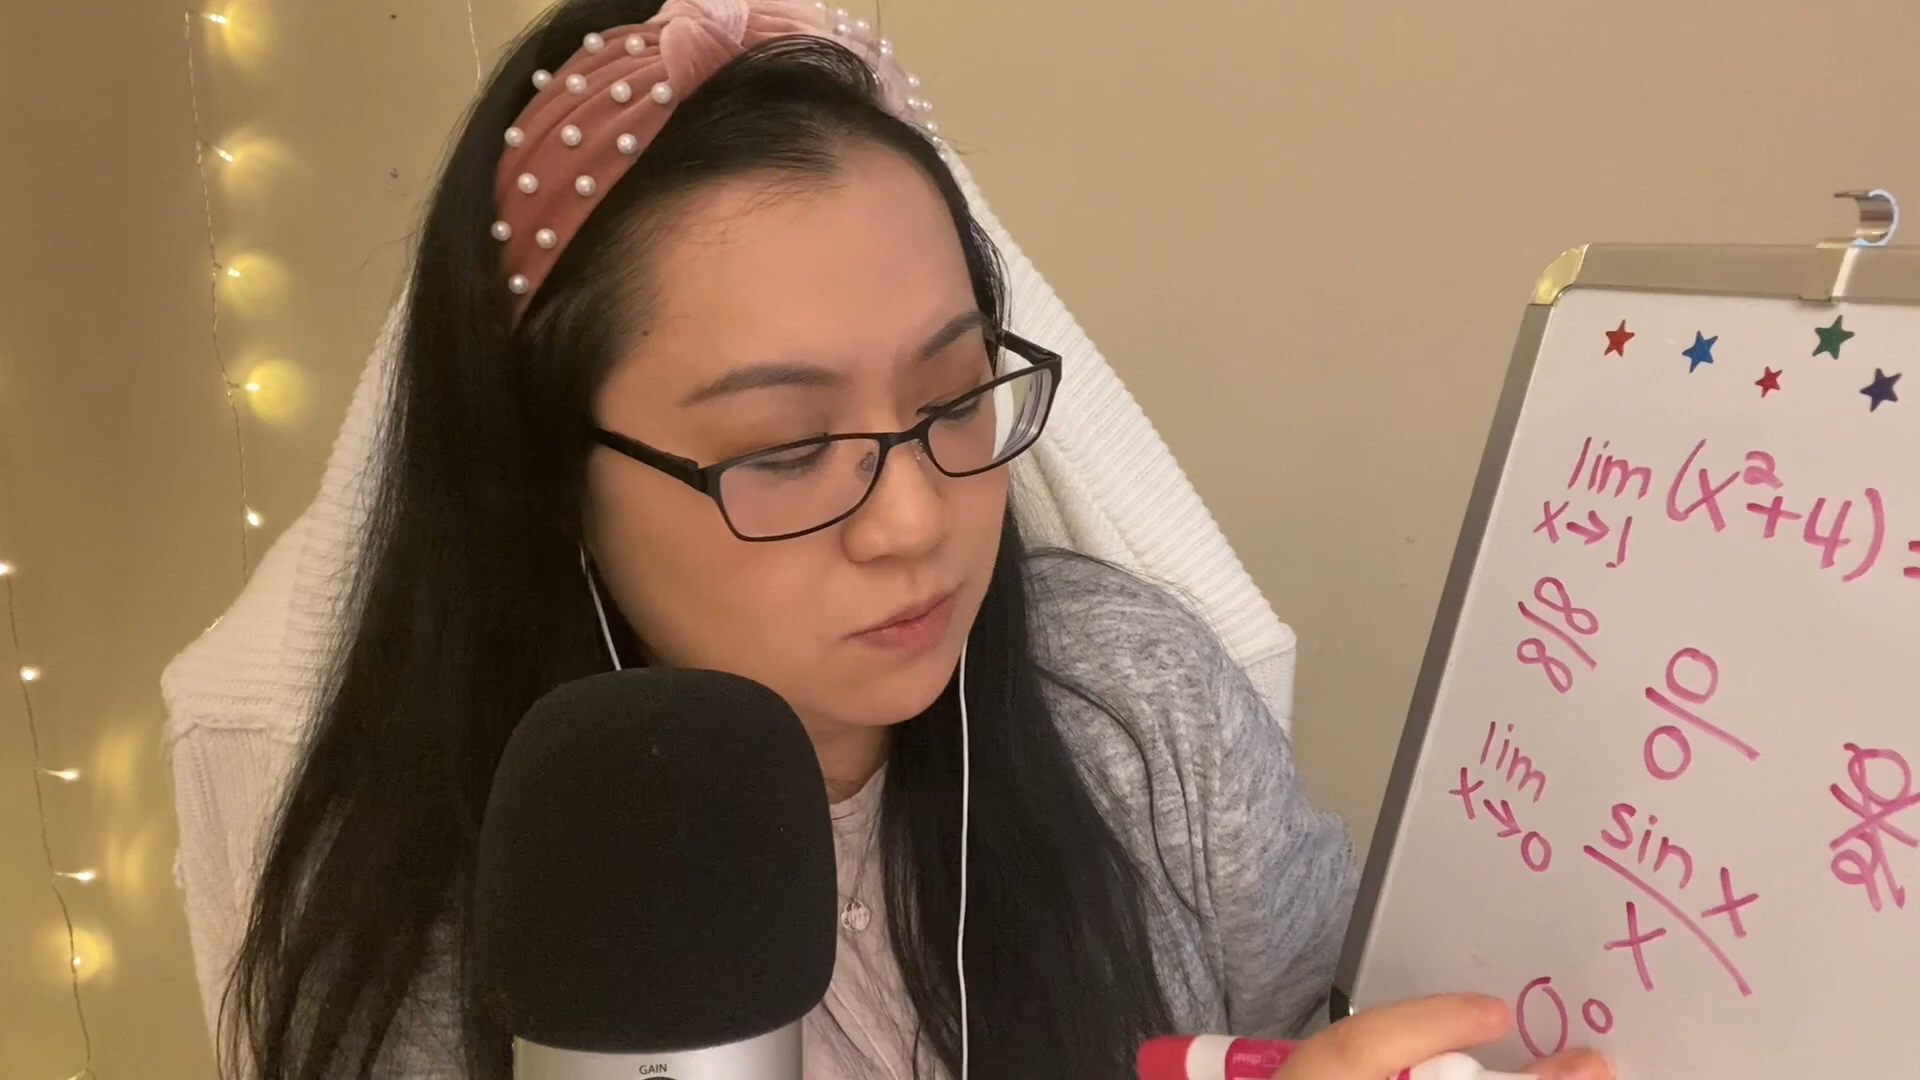 lim (x²+4) =
x→1
∞/∞
0/0
lim sin x / x
x→0
0⁰
GAIN